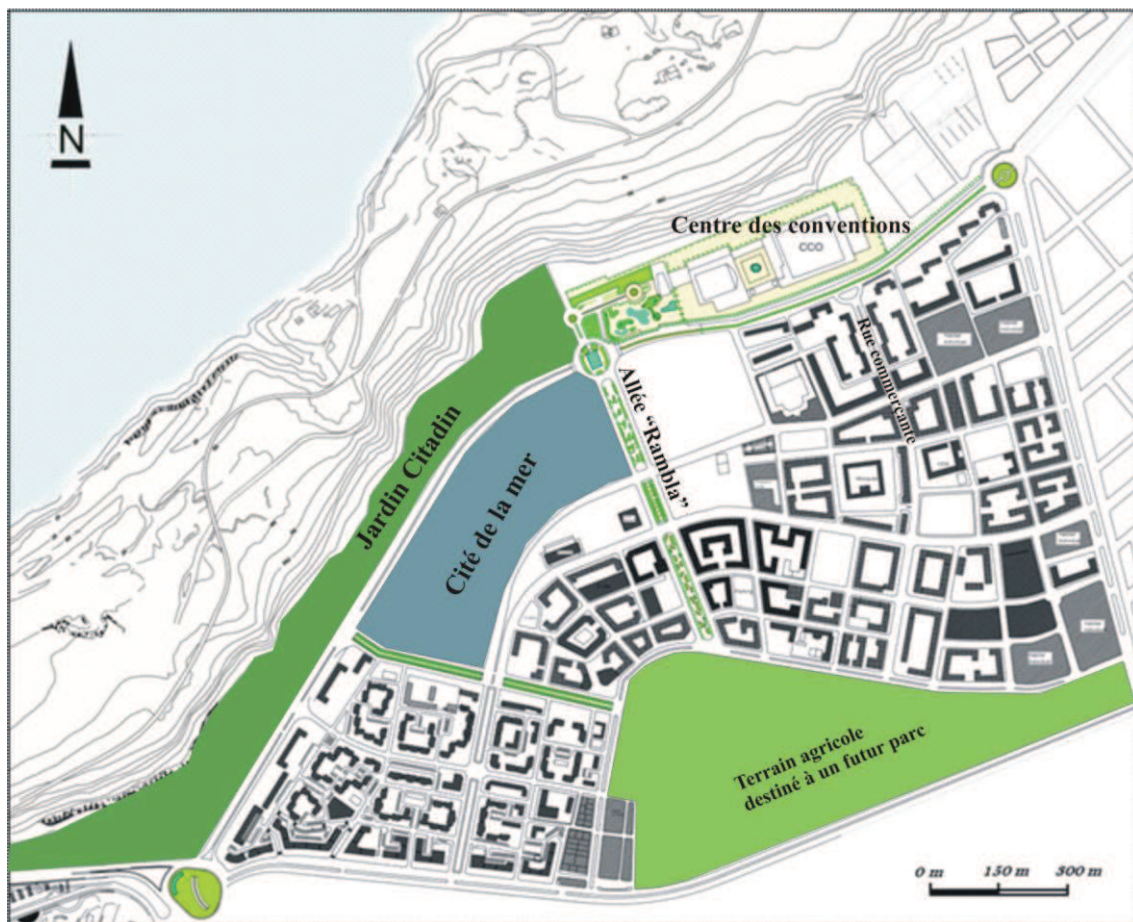 N
Centre des conventions
CCO
Rue commerçante
Allée “Rambla”
Jardin Citadin
Cité de la mer
Terrain agricole
destiné à un futur parc
0 m 150 m 300 m